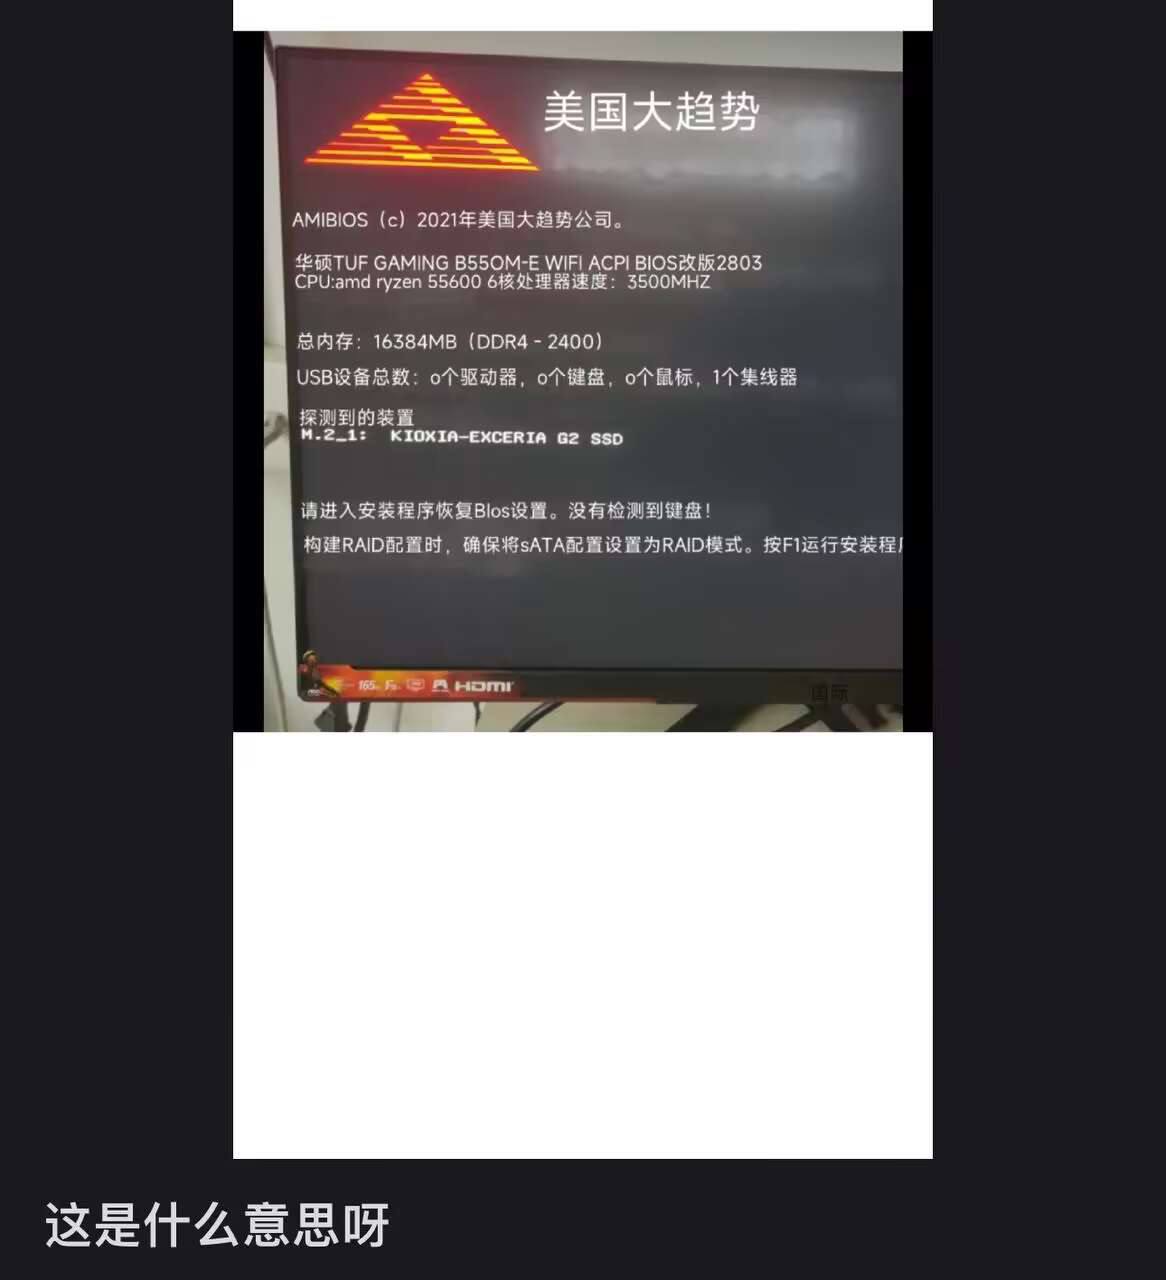 美国大趋势
AMIBIOS（c）2021年美国大趋势公司。
华硕TUF GAMING B550M-E WIFI ACPI BIOS改版2803
CPU:amd ryzen 55600 6核处理器速度：3500MHZ
总内存：16384MB（DDR4 - 2400）
USB设备总数：o个驱动器，o个键盘，o个鼠标，1个集线器
探测到的装置
M.2_1: KIOXIA-EXCERIA G2 SSD
请进入安装程序恢复BIos设置。没有检测到键盘！
构建RAID配置时，确保将sATA配置设置为RAID模式。按F1运行安装程
165
HDMI
国际
这是什么意思呀